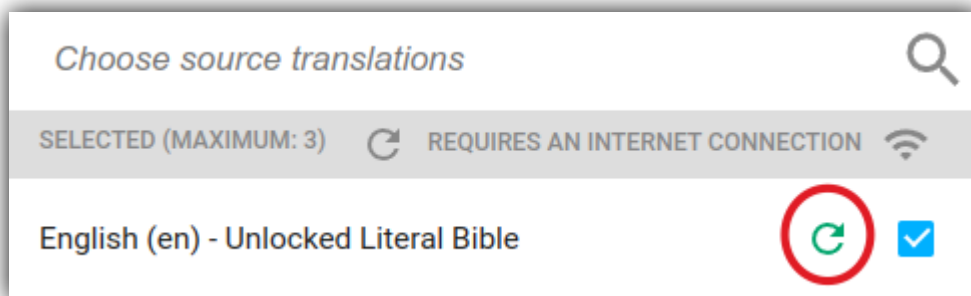 Choose source translations
SELECTED (MAXIMUM: 3) REQUIRES AN INTERNET CONNECTION
English (en) - Unlocked Literal Bible